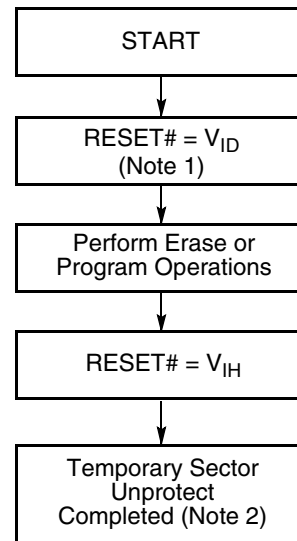 START
RESET# = VID
(Note 1)
Perform Erase or
Program Operations
RESET# = VIH
Temporary Sector
Unprotect
Completed (Note 2)